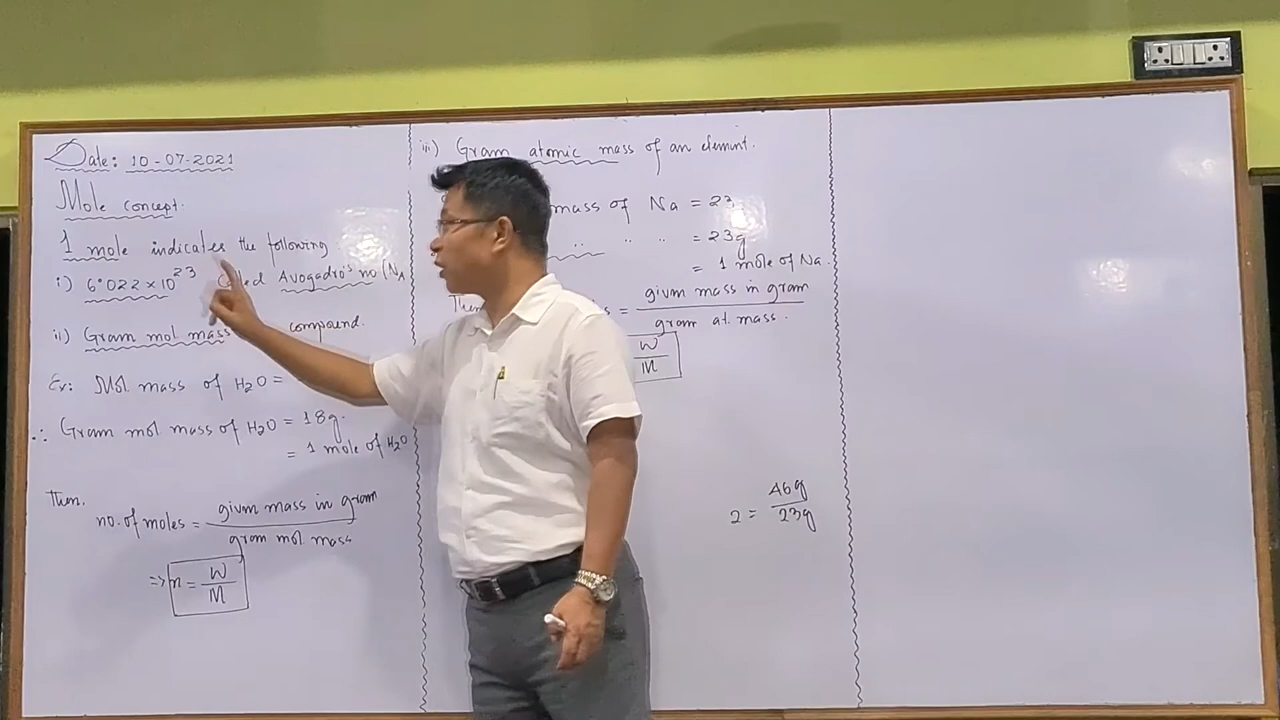 Date: 10-07-2021
Mole concept.
1 mole indicates the following
i) 6.022 × 10²³ called Avogadro's no (N_A
ii) Gram mol mass compound.
Ex: Mol mass of H₂O =
∴ Gram mol mass of H₂O = 18g.
= 1 mole of H₂O
Then.
no. of moles = given mass in gram / gram mol mass
=> n = W / M
iii) Gram atomic mass of an element.
mass of Na = 23
,, ,, ,, = 23g
= 1 mole of Na.
= given mass in gram / gram at. mass.
W / M
2 = 46g / 23g